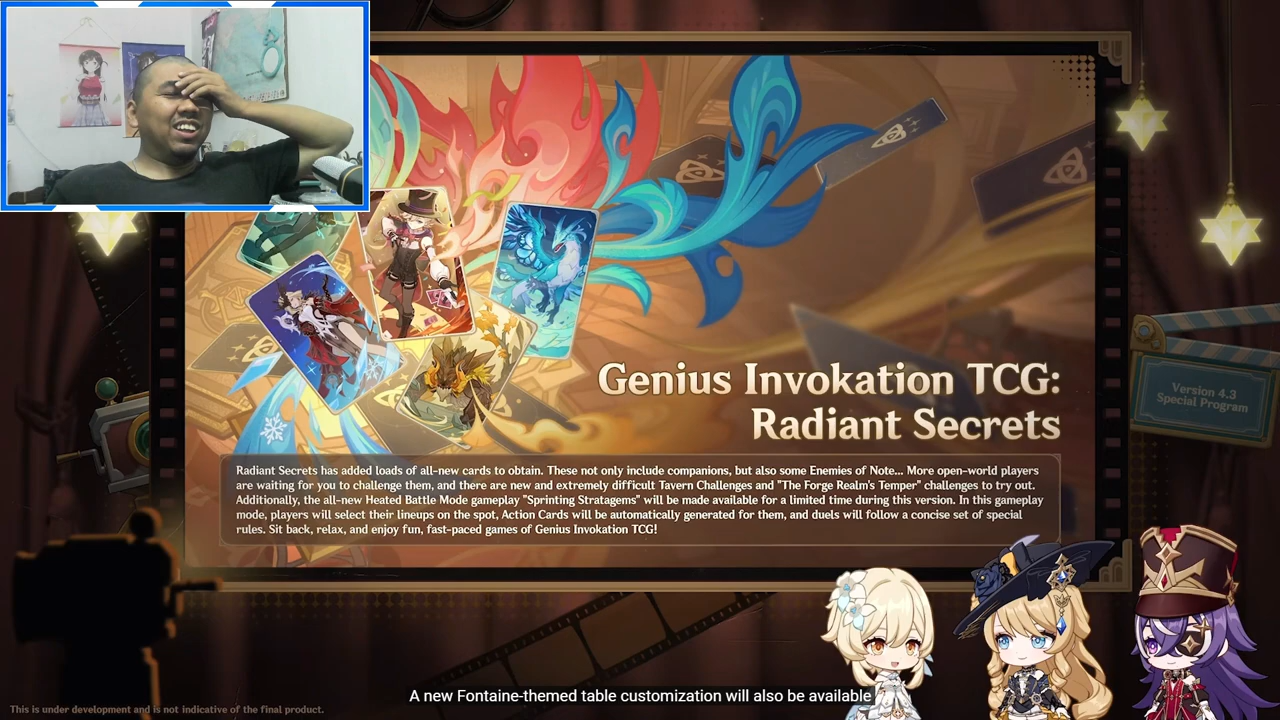 Genius Invokation TCG:
Radiant Secrets
Version 4.3
Special Program
Radiant Secrets has added loads of all-new cards to obtain. These not only include companions, but also some Enemies of Note... More open-world players
are waiting for you to challenge them, and there are new and extremely difficult Tavern Challenges and "The Forge Realm's Temper" challenges to try out.
Additionally, the all-new Heated Battle Mode gameplay "Sprinting Stratagems" will be made available for a limited time during this version. In this gameplay
mode, players will select their lineups on the spot, Action Cards will be automatically generated for them, and duels will follow a concise set of special
rules. Sit back, relax, and enjoy fun, fast-paced games of Genius Invokation TCG!
A new Fontaine-themed table customization will also be available
This is under development and is not indicative of the final product.